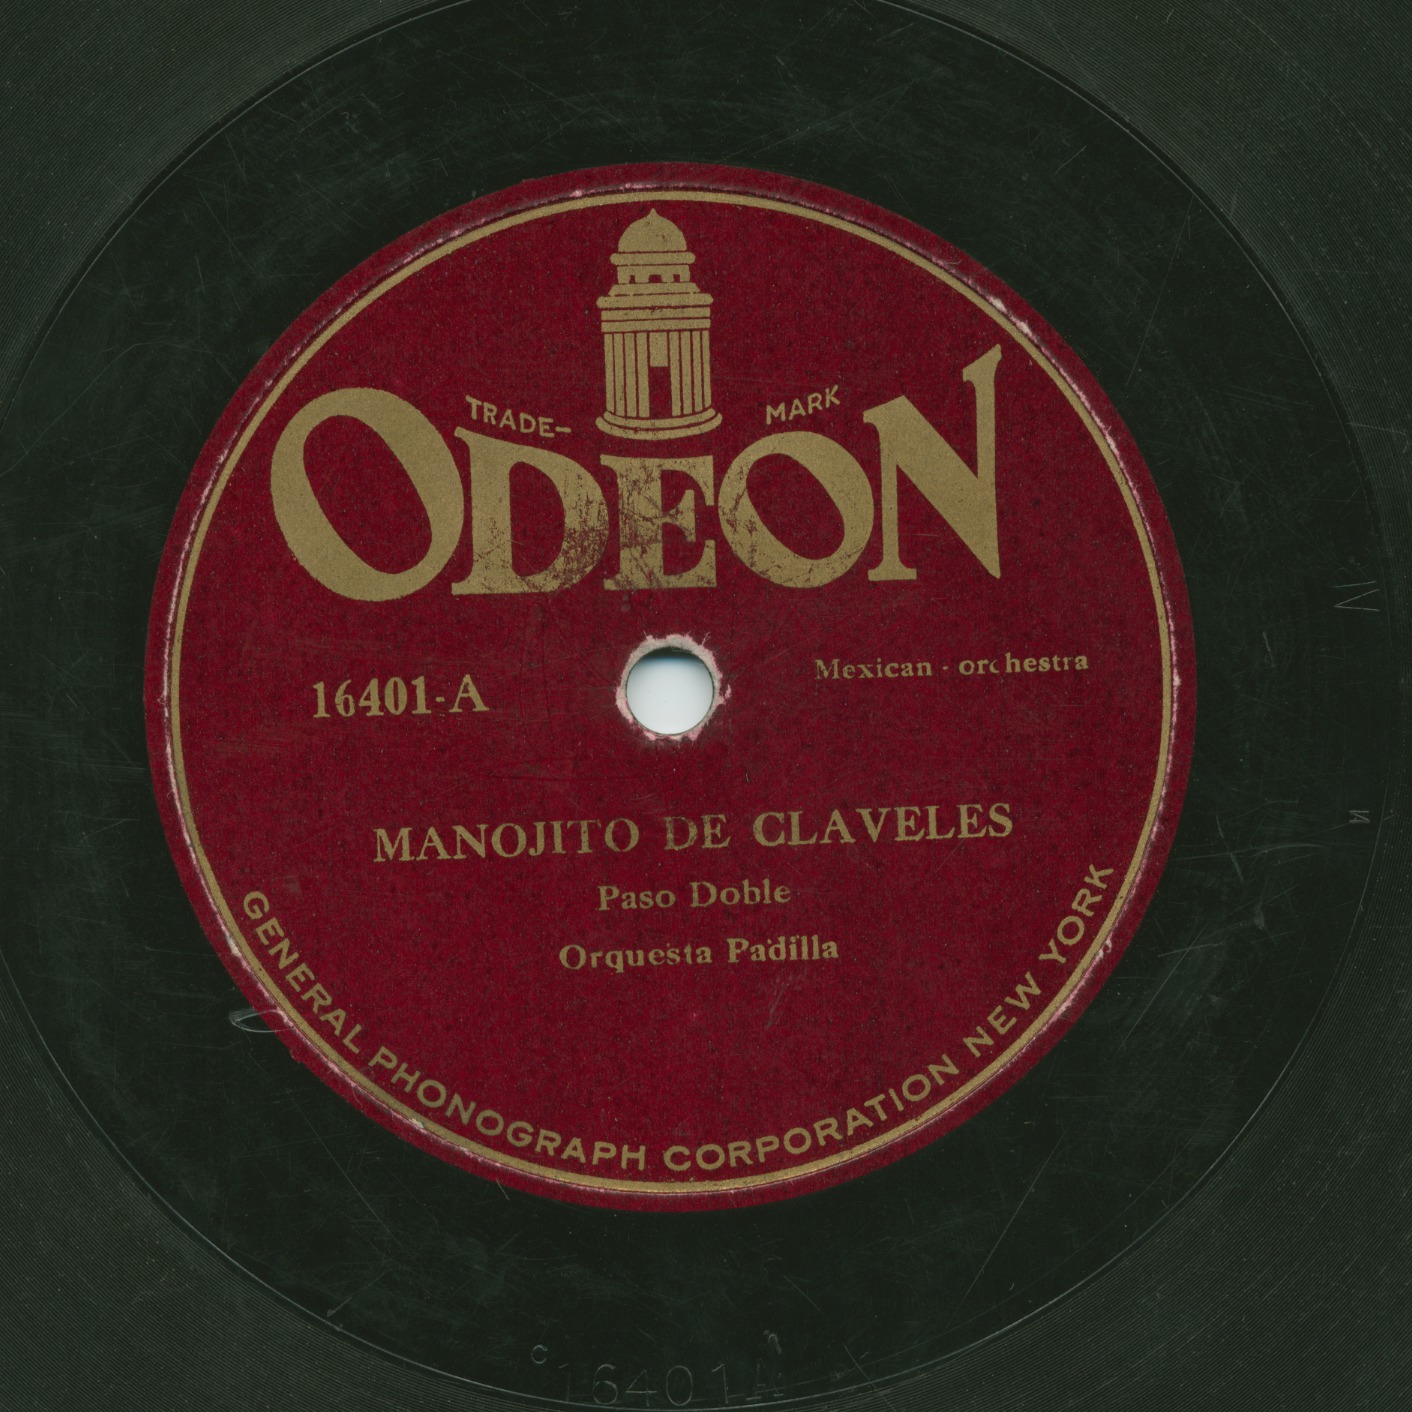 TRADE-
MARK
ODEON
16401-A
Mexican - orchestra
MANOJITO DE CLAVELES
Paso Doble
Orquesta Padilla
GENERAL PHONOGRAPH CORPORATION NEW YORK
C
16401A